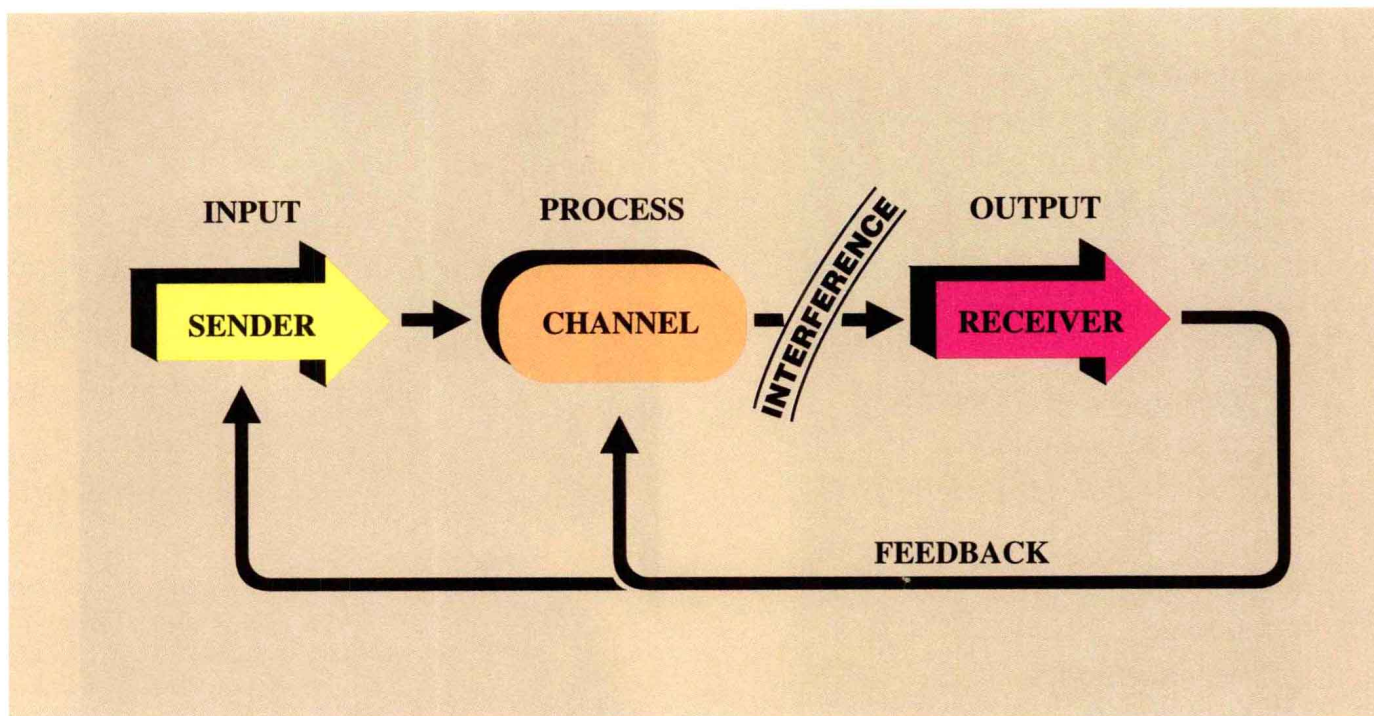 INPUT
PROCESS
OUTPUT
SENDER
CHANNEL
INTERFERENCE
RECEIVER
FEEDBACK